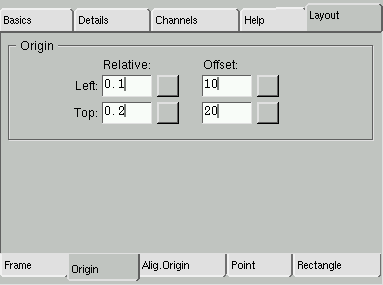 Basics Details Channels Help Layout
Origin
Relative: Offset:
Left: 0.1 10
Top: 0.2 20
Frame Origin Alig.Origin Point Rectangle